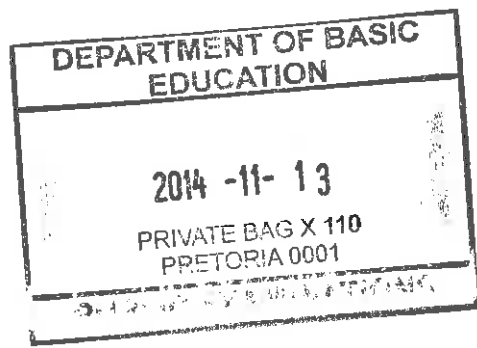 DEPARTMENT OF BASIC
EDUCATION
2014 -11- 13
PRIVATE BAG X 110
PRETORIA 0001